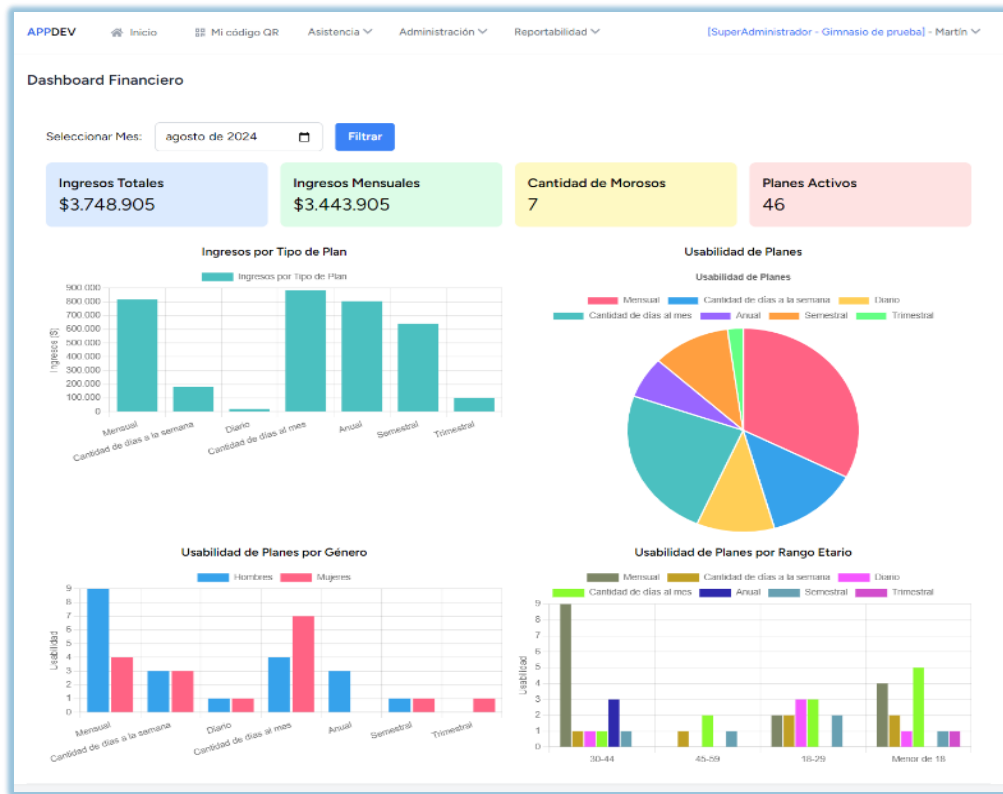 APPDEV Inicio Mi código QR Asistencia Administración Reportabilidad [SuperAdministrador - Gimnasio de prueba] - Martín
Dashboard Financiero
Seleccionar Mes: agosto de 2024 Filtrar
Ingresos Totales
$3.748.905
Ingresos Mensuales
$3.443.905
Cantidad de Morosos
7
Planes Activos
46
Ingresos por Tipo de Plan
Ingresos por Tipo de Plan
Ingresos ($)
900.000
800.000
700.000
600.000
500.000
400.000
300.000
200.000
100.000
0
Mensual
Cantidad de días a la semana
Diario
Cantidad de días al mes
Anual
Semestral
Trimestral
Usabilidad de Planes
Usabilidad de Planes
Mensual Cantidad de días a la semana Diario
Cantidad de días al mes Anual Semestral Trimestral
Usabilidad de Planes por Género
Hombres Mujeres
Usabilidad
9
8
7
6
5
4
3
2
1
0
Mensual
Cantidad de días a la semana
Diario
Cantidad de días al mes
Anual
Semestral
Trimestral
Usabilidad de Planes por Rango Etario
Mensual Cantidad de días a la semana Diario
Cantidad de días al mes Anual Semestral Trimestral
Usabilidad
9
8
7
6
5
4
3
2
1
0
30-44
45-59
18-29
Menor de 18